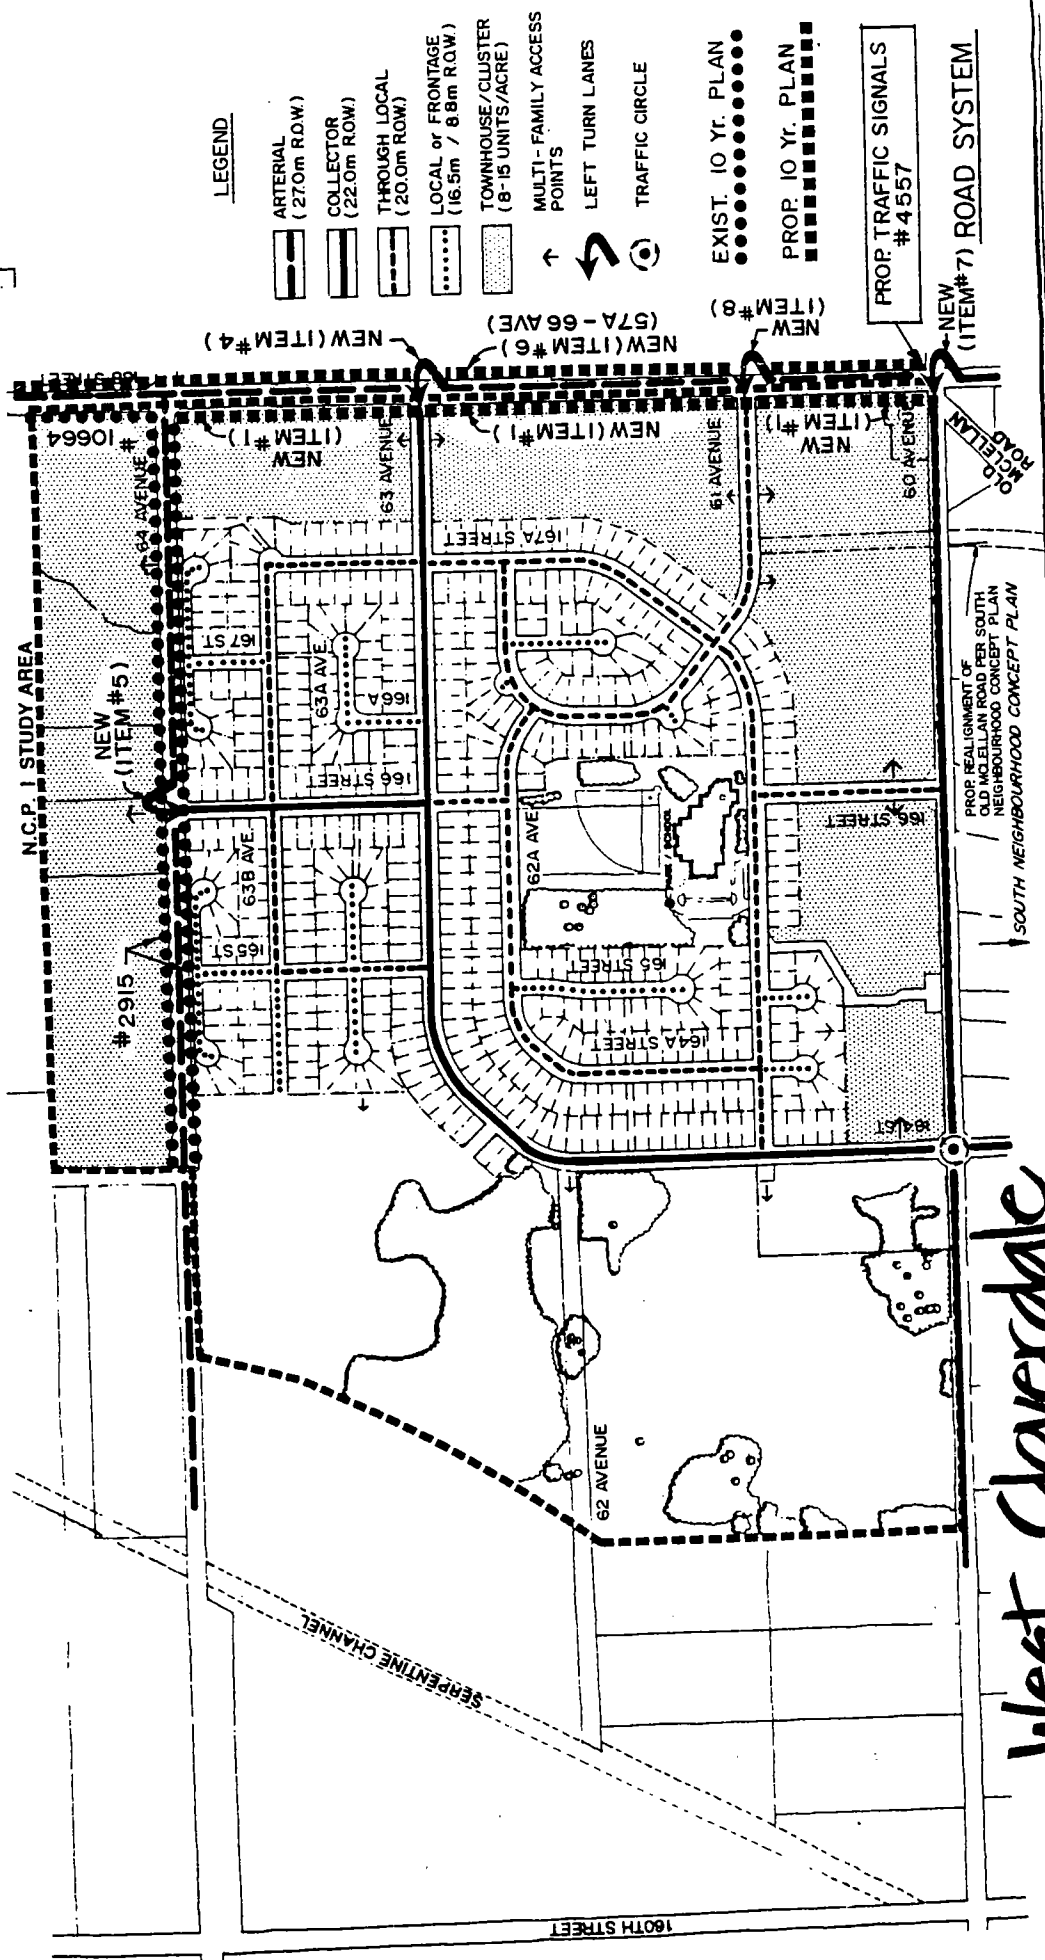 LEGEND
ARTERIAL
(27.0m R.O.W.)
COLLECTOR
(22.0m R.O.W.)
THROUGH LOCAL
(20.0m R.O.W.)
LOCAL or FRONTAGE
(16.5m / 8.8m R.O.W.)
TOWNHOUSE/CLUSTER
(8-15 UNITS/ACRE)
MULTI-FAMILY ACCESS
POINTS
LEFT TURN LANES
TRAFFIC CIRCLE
EXIST. 10 Yr. PLAN
PROP. 10 Yr. PLAN
PROP. TRAFFIC SIGNALS
#4557
NEW
(ITEM #7)
ROAD SYSTEM
N.C.P. 1 STUDY AREA
168 STREET
# 10664
64 AVENUE
NEW
(ITEM #5)
#2915
NEW
(ITEM #1)
NEW (ITEM #4)
NEW (ITEM #6)
(57A - 66 AVE)
NEW (ITEM #1)
NEW
(ITEM #8)
NEW
(ITEM #1)
63 AVENUE
61 AVENUE
60 AVENUE
OLD
MCLELLAN
ROAD
167A STREET
167 ST
63A AVE.
166A
166 STREET
63B AVE.
165 ST
62A AVE
PARK / SCHOOL
165 STREET
164A STREET
166 STREET
164 ST
62 AVENUE
PROP. REALIGNMENT OF
OLD MCLELLAN ROAD PER SOUTH
NEIGHBOURHOOD CONCEPT PLAN
SOUTH NEIGHBOURHOOD CONCEPT PLAN
SERPENTINE CHANNEL
160TH STREET
West Cloverdale